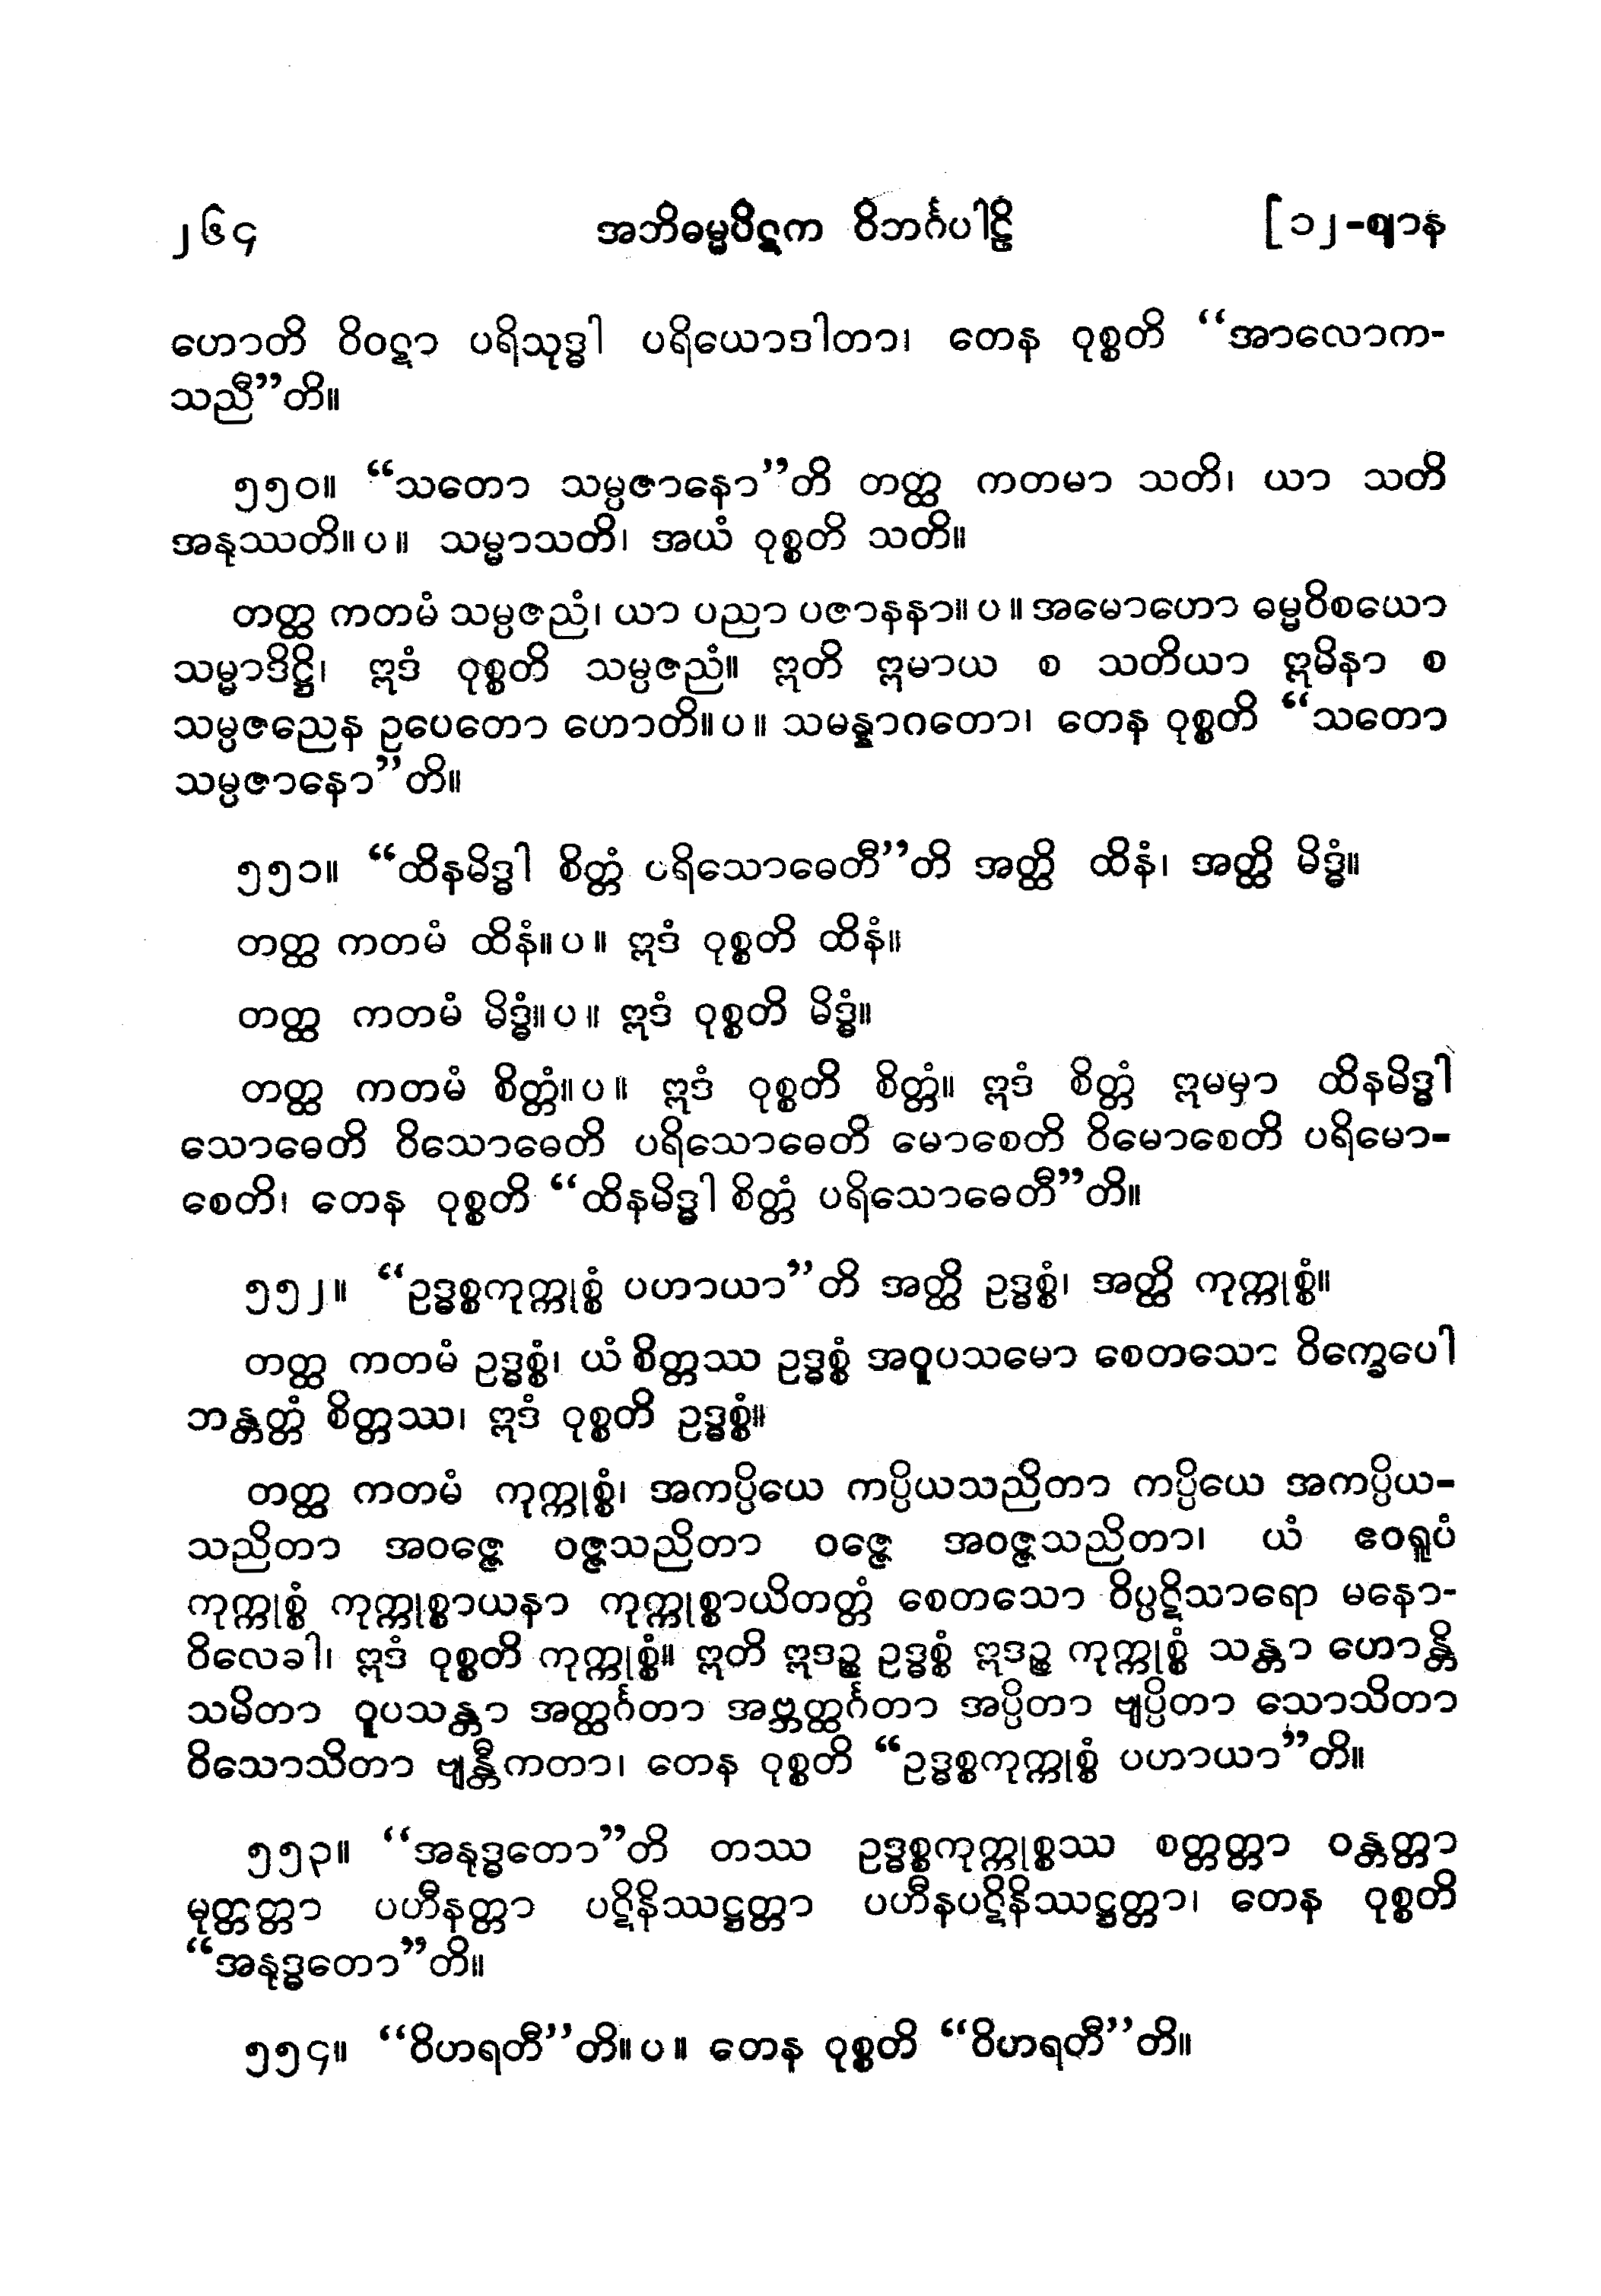 ၂၆၄ အဘိဓမ္မပိဋက ဝိဘင်္ဂပါဠိ [၁၂-ဈာန
ဟောတိ ဝိဝဋာ ပရိသုဒ္ဓါ ပရိယောဒါတာ၊ တေန ဝုစ္စတိ “အာလောက-
သညီ”တိ။
၅၅၀။ “သတော သမ္ပဇာနော”တိ တတ္ထ ကတမာ သတိ၊ ယာ သတိ
အနုဿတိ။ပ။ သမ္မာသတိ၊ အယံ ဝုစ္စတိ သတိ။
တတ္ထ ကတမံ သမ္ပဇညံ၊ ယာ ပညာ ပဇာနနာ။ပ။ အမောဟော ဓမ္မဝိစယော
သမ္မာဒိဋ္ဌိ၊ ဣဒံ ဝုစ္စတိ သမ္ပဇညံ။ ဣတိ ဣမာယ စ သတိယာ ဣမိနာ စ
သမ္ပဇညေန ဥပေတော ဟောတိ။ပ။ သမန္နာဂတော၊ တေန ဝုစ္စတိ “သတော
သမ္ပဇာနော”တိ။
၅၅၁။ “ထိနမိဒ္ဓါ စိတ္တံ ပရိသောဓေတီ”တိ အတ္ထိ ထိနံ၊ အတ္ထိ မိဒ္ဓံ။
တတ္ထ ကတမံ ထိနံ။ပ။ ဣဒံ ဝုစ္စတိ ထိနံ။
တတ္ထ ကတမံ မိဒ္ဓံ။ပ။ ဣဒံ ဝုစ္စတိ မိဒ္ဓံ။
တတ္ထ ကတမံ စိတ္တံ။ပ။ ဣဒံ ဝုစ္စတိ စိတ္တံ။ ဣဒံ စိတ္တံ ဣမမှာ ထိနမိဒ္ဓါ
သောဓေတိ ဝိသောဓေတိ ပရိသောဓေတိ မောစေတိ ဝိမောစေတိ ပရိမော-
စေတိ၊ တေန ဝုစ္စတိ “ထိနမိဒ္ဓါ စိတ္တံ ပရိသောဓေတီ”တိ။
၅၅၂။ “ဥဒ္ဓစ္စကုက္ကုစ္စံ ပဟာယာ”တိ အတ္ထိ ဥဒ္ဓစ္စံ၊ အတ္ထိ ကုက္ကုစ္စံ။
တတ္ထ ကတမံ ဥဒ္ဓစ္စံ၊ ယံ စိတ္တဿ ဥဒ္ဓစ္စံ အဝူပသမော စေတသော ဝိက္ခေပေါ
ဘန္တတ္တံ စိတ္တဿ၊ ဣဒံ ဝုစ္စတိ ဥဒ္ဓစ္စံ။
တတ္ထ ကတမံ ကုက္ကုစ္စံ၊ အကပ္ပိယေ ကပ္ပိယသညိတာ ကပ္ပိယေ အကပ္ပိယ-
သညိတာ အဝဇ္ဇေ ဝဇ္ဇသညိတာ ဝဇ္ဇေ အဝဇ္ဇသညိတာ၊ ယံ ဧဝရူပံ
ကုက္ကုစ္စံ ကုက္ကုစ္စာယနာ ကုက္ကုစ္စာယိတတ္တံ စေတသော ဝိပ္ပဋိသာရော မနော-
ဝိလေခါ၊ ဣဒံ ဝုစ္စတိ ကုက္ကုစ္စံ။ ဣတိ ဣဒဉ္စ ဥဒ္ဓစ္စံ ဣဒဉ္စ ကုက္ကုစ္စံ သန္တာ ဟောန္တိ
သမိတာ ဝူပသန္တာ အတ္ထင်္ဂတာ အဗ္ဘတ္ထင်္ဂတာ အပ္ပိတာ ဗျပ္ပိတာ သောသိတာ
ဝိသောသိတာ ဗျန္တီကတာ၊ တေန ဝုစ္စတိ “ဥဒ္ဓစ္စကုက္ကုစ္စံ ပဟာယာ”တိ။
၅၅၃။ “အနုဒ္ဓတော”တိ တဿ ဥဒ္ဓစ္စကုက္ကုစ္စဿ စတ္တတ္တာ ဝန္တတ္တာ
မုတ္တတ္တာ ပဟီနတ္တာ ပဋိနိဿဋ္ဌတ္တာ ပဟီနပဋိနိဿဋ္ဌတ္တာ၊ တေန ဝုစ္စတိ
“အနုဒ္ဓတော”တိ။
၅၅၄။ “ဝိဟရတီ”တိ။ပ။ တေန ဝုစ္စတိ “ဝိဟရတီ”တိ။